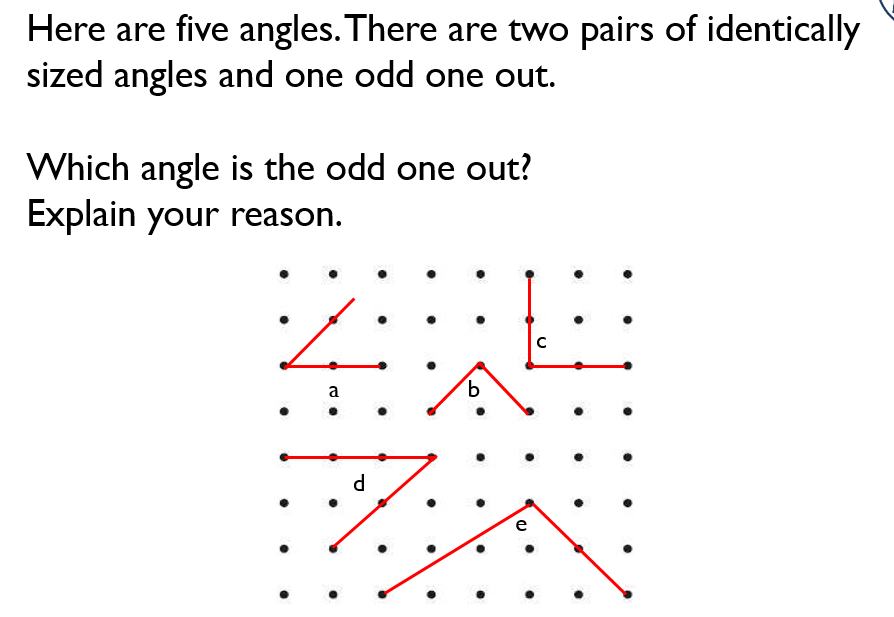 Here are five angles. There are two pairs of identically
sized angles and one odd one out.
Which angle is the odd one out?
Explain your reason.
c
a
b
d
e